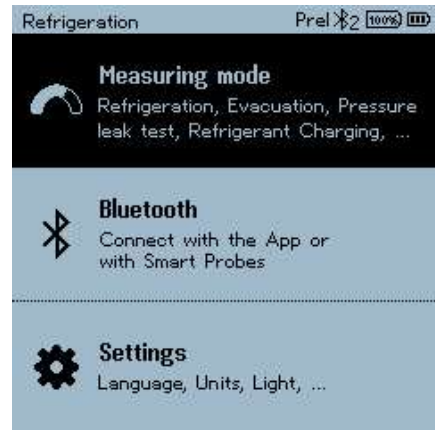 Refrigeration Prel 2 100%
Measuring mode
Refrigeration, Evacuation, Pressure
leak test, Refrigerant Charging, ...
Bluetooth
Connect with the App or
with Smart Probes
Settings
Language, Units, Light, ...